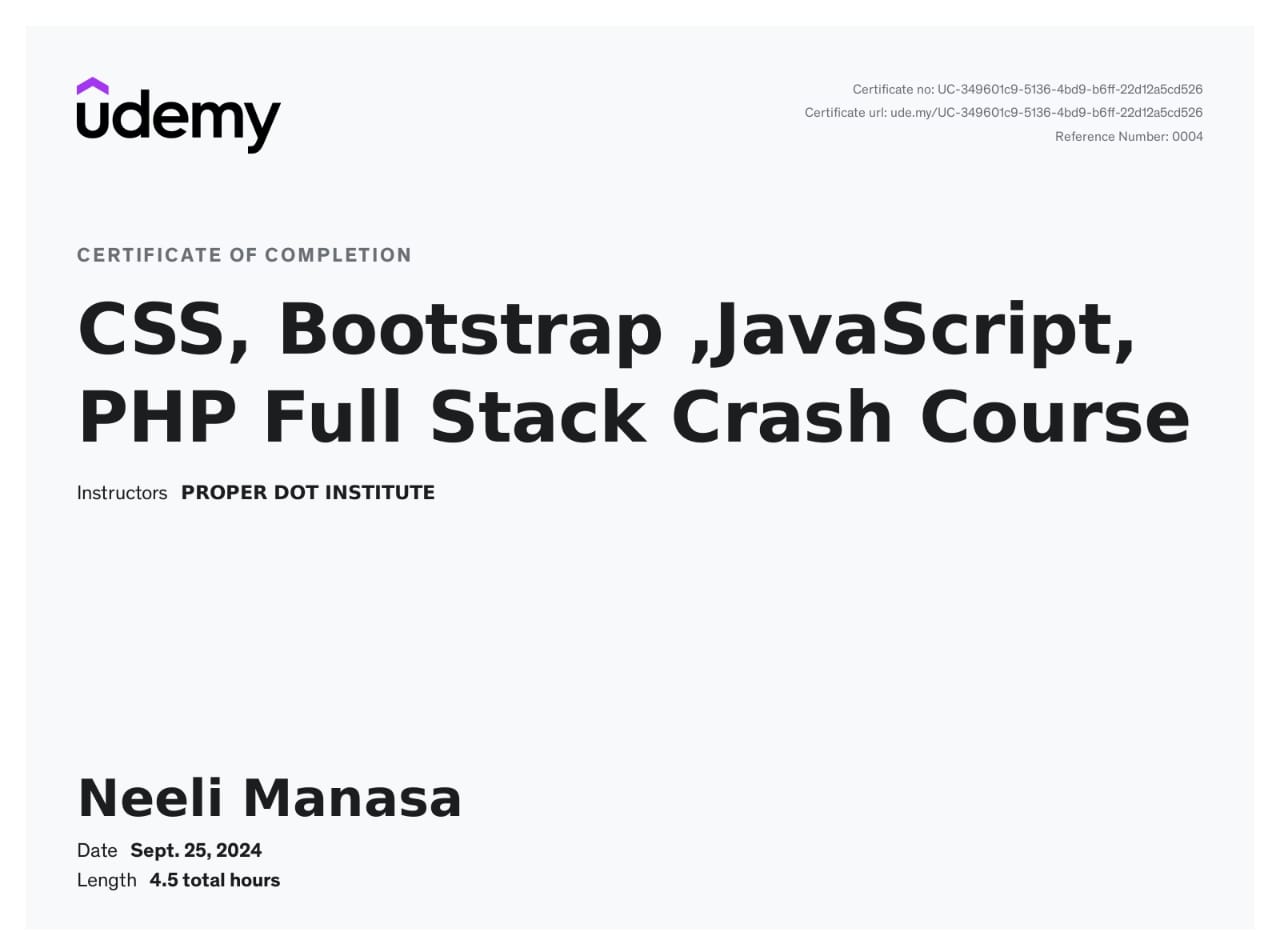 udemy
Certificate no: UC-349601c9-5136-4bd9-b6ff-22d12a5cd526
Certificate url: ude.my/UC-349601c9-5136-4bd9-b6ff-22d12a5cd526
Reference Number: 0004
CERTIFICATE OF COMPLETION
CSS, Bootstrap ,JavaScript,
PHP Full Stack Crash Course
Instructors PROPER DOT INSTITUTE
Neeli Manasa
Date Sept. 25, 2024
Length 4.5 total hours